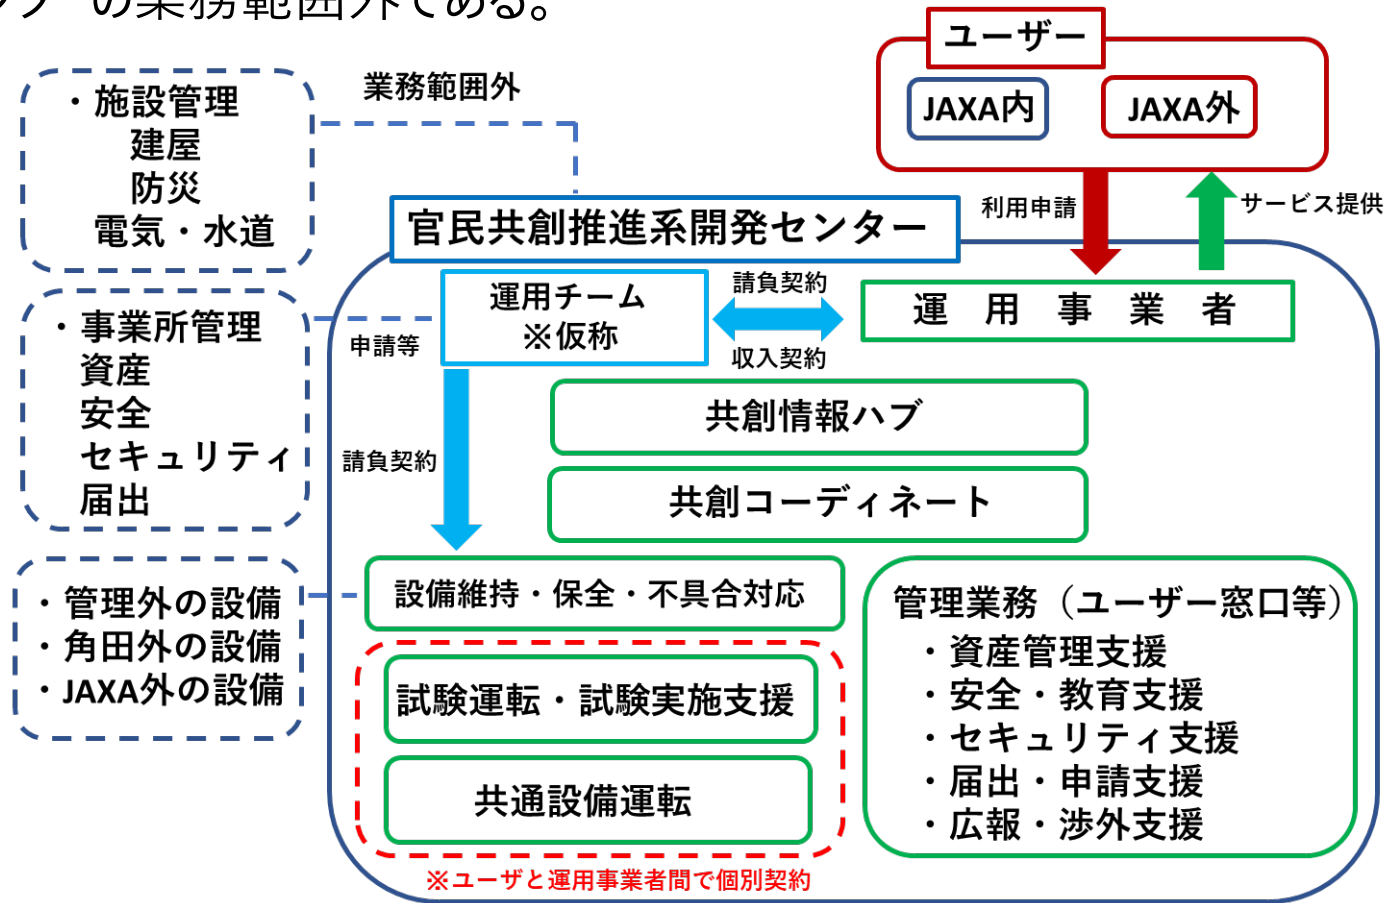 の業務範囲外である。
ユーザー
JAXA内
JAXA外
・施設管理
建屋
防災
電気・水道
業務範囲外
利用申請
サービス提供
官民共創推進系開発センター
運用チーム
※仮称
請負契約
収入契約
運用事業者
・事業所管理
資産
安全
セキュリティ
届出
申請等
請負契約
共創情報ハブ
共創コーディネート
・管理外の設備
・角田外の設備
・JAXA外の設備
設備維持・保全・不具合対応
試験運転・試験実施支援
共通設備運転
※ユーザと運用事業者間で個別契約
管理業務（ユーザー窓口等）
・資産管理支援
・安全・教育支援
・セキュリティ支援
・届出・申請支援
・広報・渉外支援